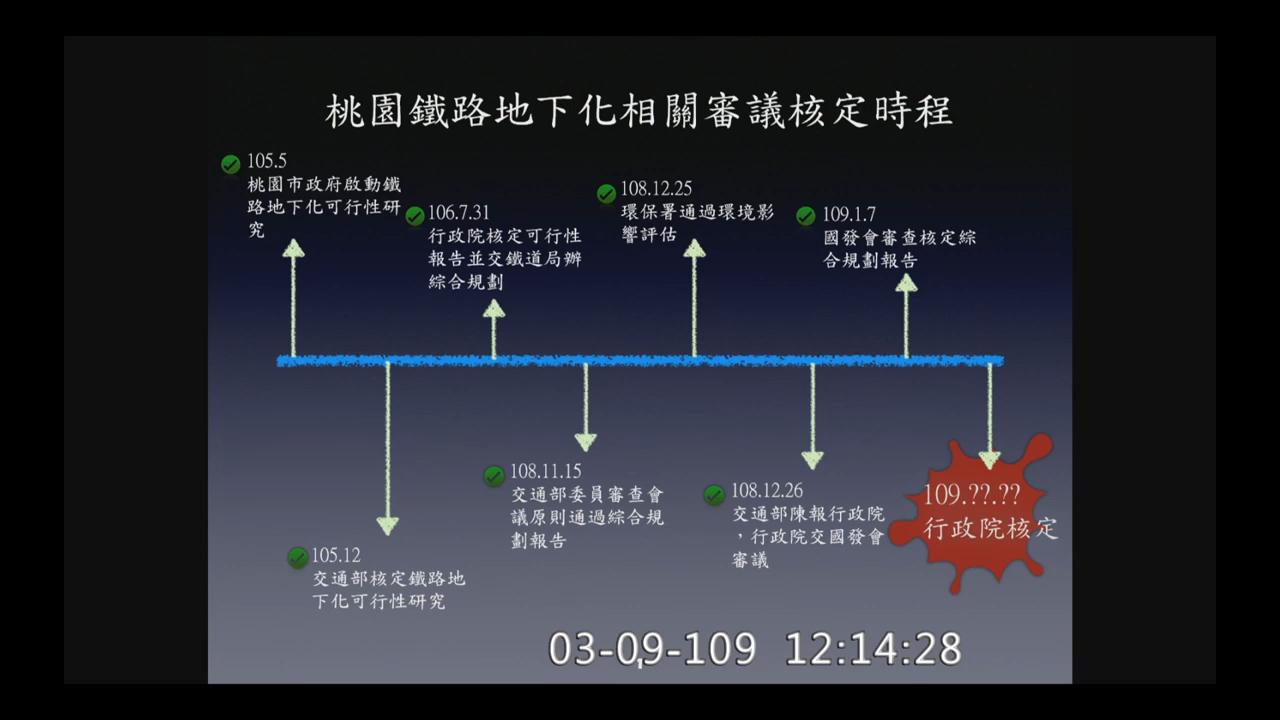 桃園鐵路地下化相關審議核定時程
105.5
桃園市政府啟動鐵
路地下化可行性研
究
106.7.31
行政院核定可行性
報告並交鐵道局辦
綜合規劃
108.12.25
環保署通過環境影
響評估
109.1.7
國發會審查核定綜
合規劃報告
105.12
交通部核定鐵路地
下化可行性研究
108.11.15
交通部委員審查會
議原則通過綜合規
劃報告
108.12.26
交通部陳報行政院
，行政院交國發會
審議
109.??.??
行政院核定
03-09-109 12:14:28